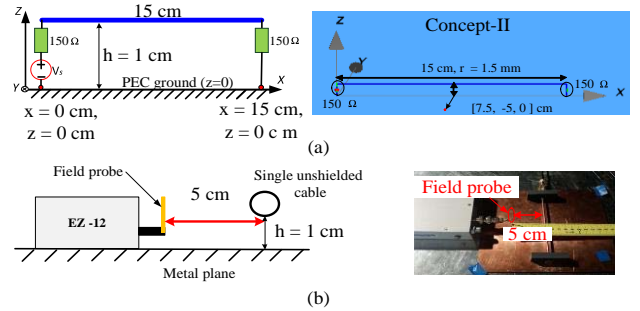 Z
15 cm
150 Ω
150 Ω
h = 1 cm
Vs
PEC ground (z=0)
Y
X
x = 0 cm,
z = 0 cm
x = 15 cm,
z = 0 c m
Concept-II
Z
Y
15 cm, r = 1.5 mm
150 Ω
150 Ω
X
[7.5, -5, 0 ] cm
(a)
Field probe
5 cm
Single unshielded
cable
EZ -12
h = 1 cm
Metal plane
Field probe
5 cm
(b)